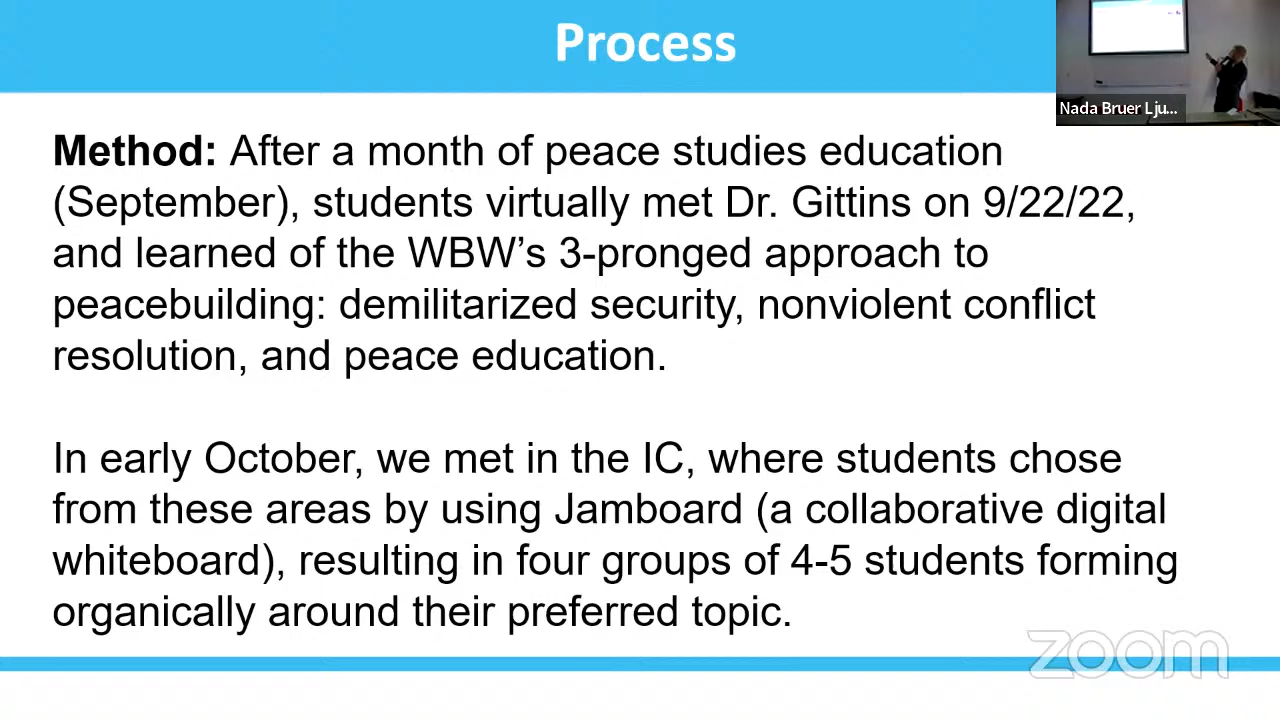 Process
Nada Bruer Lju...
Method: After a month of peace studies education
(September), students virtually met Dr. Gittins on 9/22/22,
and learned of the WBW’s 3-pronged approach to
peacebuilding: demilitarized security, nonviolent conflict
resolution, and peace education.
In early October, we met in the IC, where students chose
from these areas by using Jamboard (a collaborative digital
whiteboard), resulting in four groups of 4-5 students forming
organically around their preferred topic.
zoom